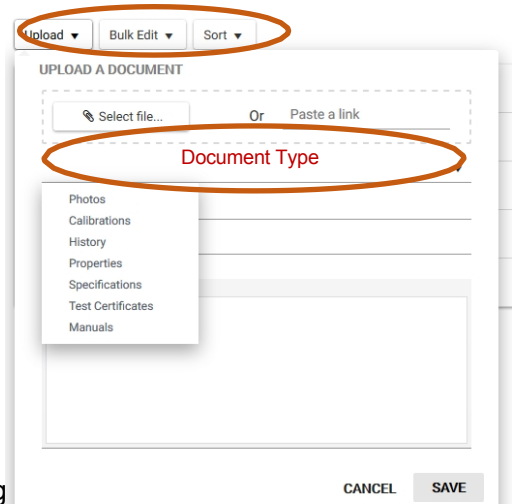 Upload ▼ Bulk Edit ▼ Sort ▼
UPLOAD A DOCUMENT
Select file... Or Paste a link
Document Type
Photos
Calibrations
History
Properties
Specifications
Test Certificates
Manuals
g CANCEL SAVE